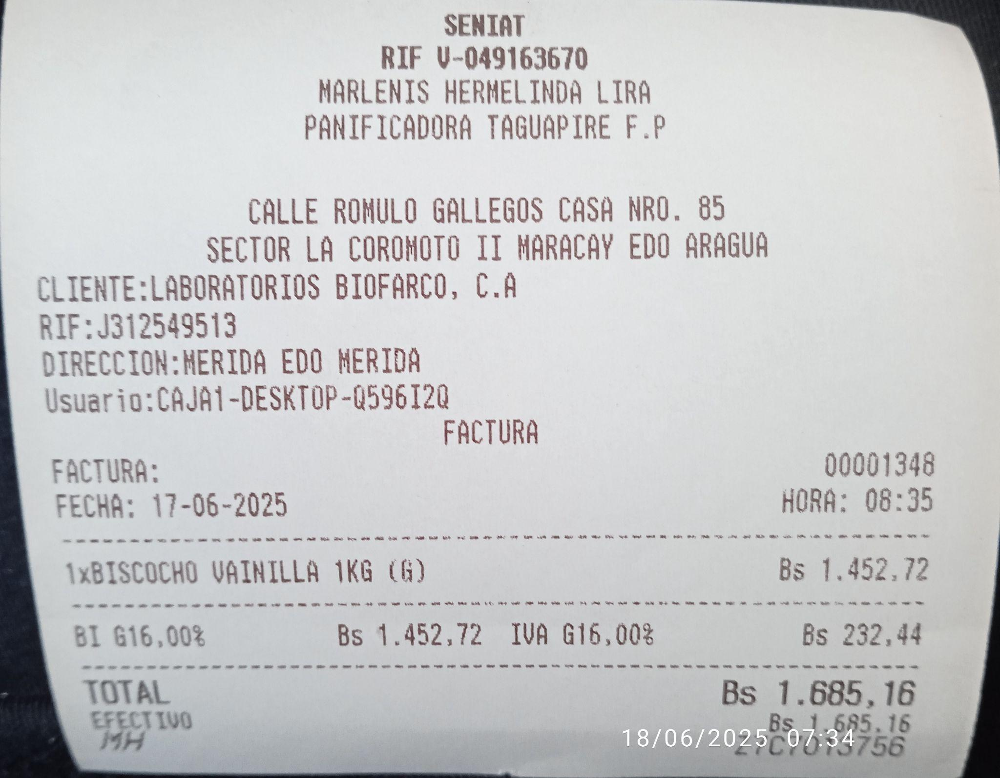 SENIAT
RIF V-049163670
MARLENIS HERMELINDA LIRA
PANIFICADORA TAGUAPIRE F.P
CALLE ROMULO GALLEGOS CASA NRO. 85
SECTOR LA COROMOTO II MARACAY EDO ARAGUA
CLIENTE:LABORATORIOS BIOFARCO, C.A
RIF:J312549513
DIRECCION:MERIDA EDO MERIDA
Usuario:CAJA1-DESKTOP-Q596I2Q
FACTURA
FACTURA: 00001348
FECHA: 17-06-2025 HORA: 08:35
1xBISCOCHO VAINILLA 1KG (G) Bs 1.452,72
BI G16,00% Bs 1.452,72 IVA G16,00% Bs 232,44
TOTAL Bs 1.685,16
EFECTIVO Bs 1.685,16
MH
18/06/2025 07:34